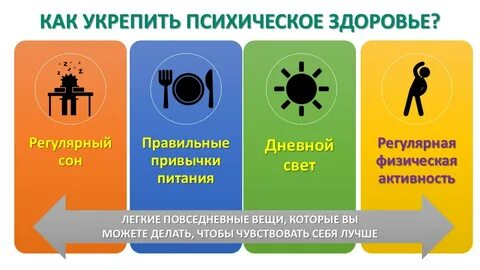 КАК УКРЕПИТЬ ПСИХИЧЕСКОЕ ЗДОРОВЬЕ?
z z z z
Регулярный
сон
Правильные
привычки
питания
Дневной
свет
Регулярная
физическая
активность
ЛЕГКИЕ ПОВСЕДНЕВНЫЕ ВЕЩИ, КОТОРЫЕ ВЫ
МОЖЕТЕ ДЕЛАТЬ, ЧТОБЫ ЧУВСТВОВАТЬ СЕБЯ ЛУЧШЕ